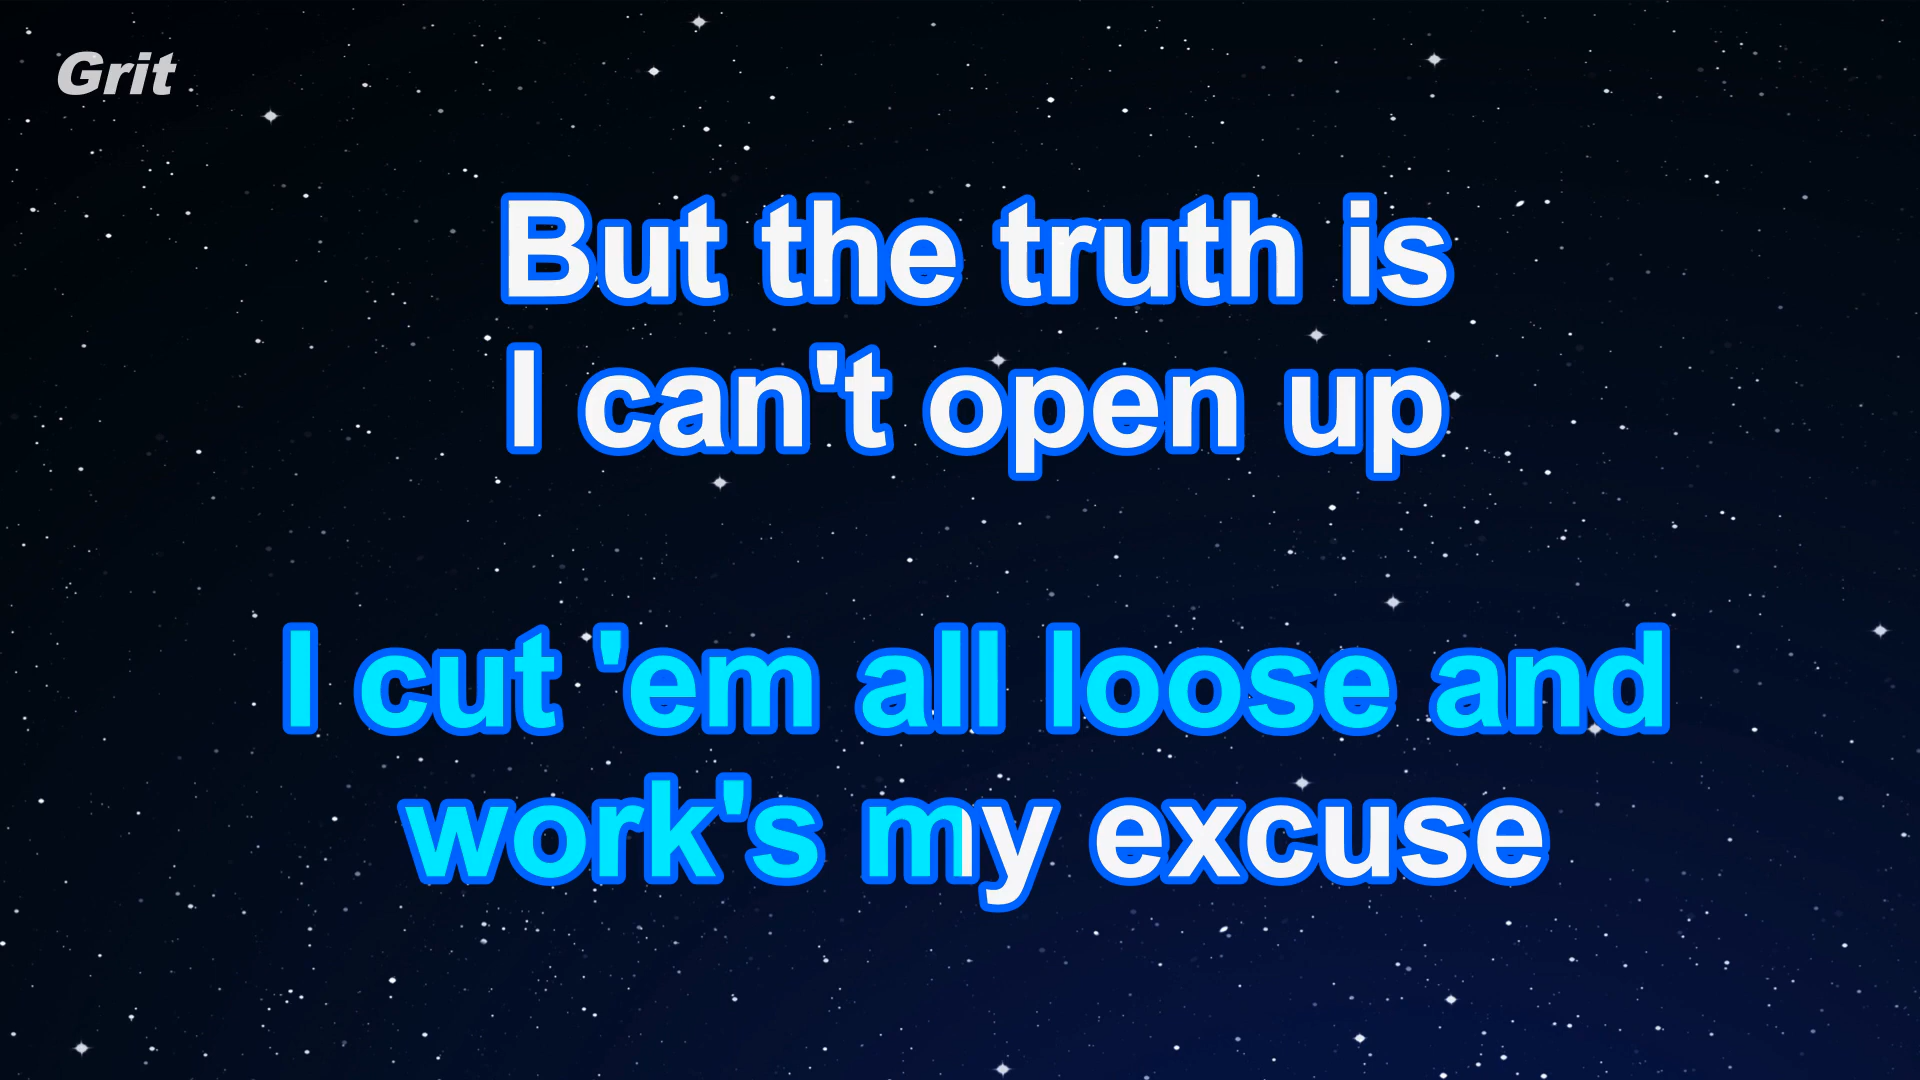 Grit
But the truth is
I can't open up
I cut 'em all loose and
work's my excuse